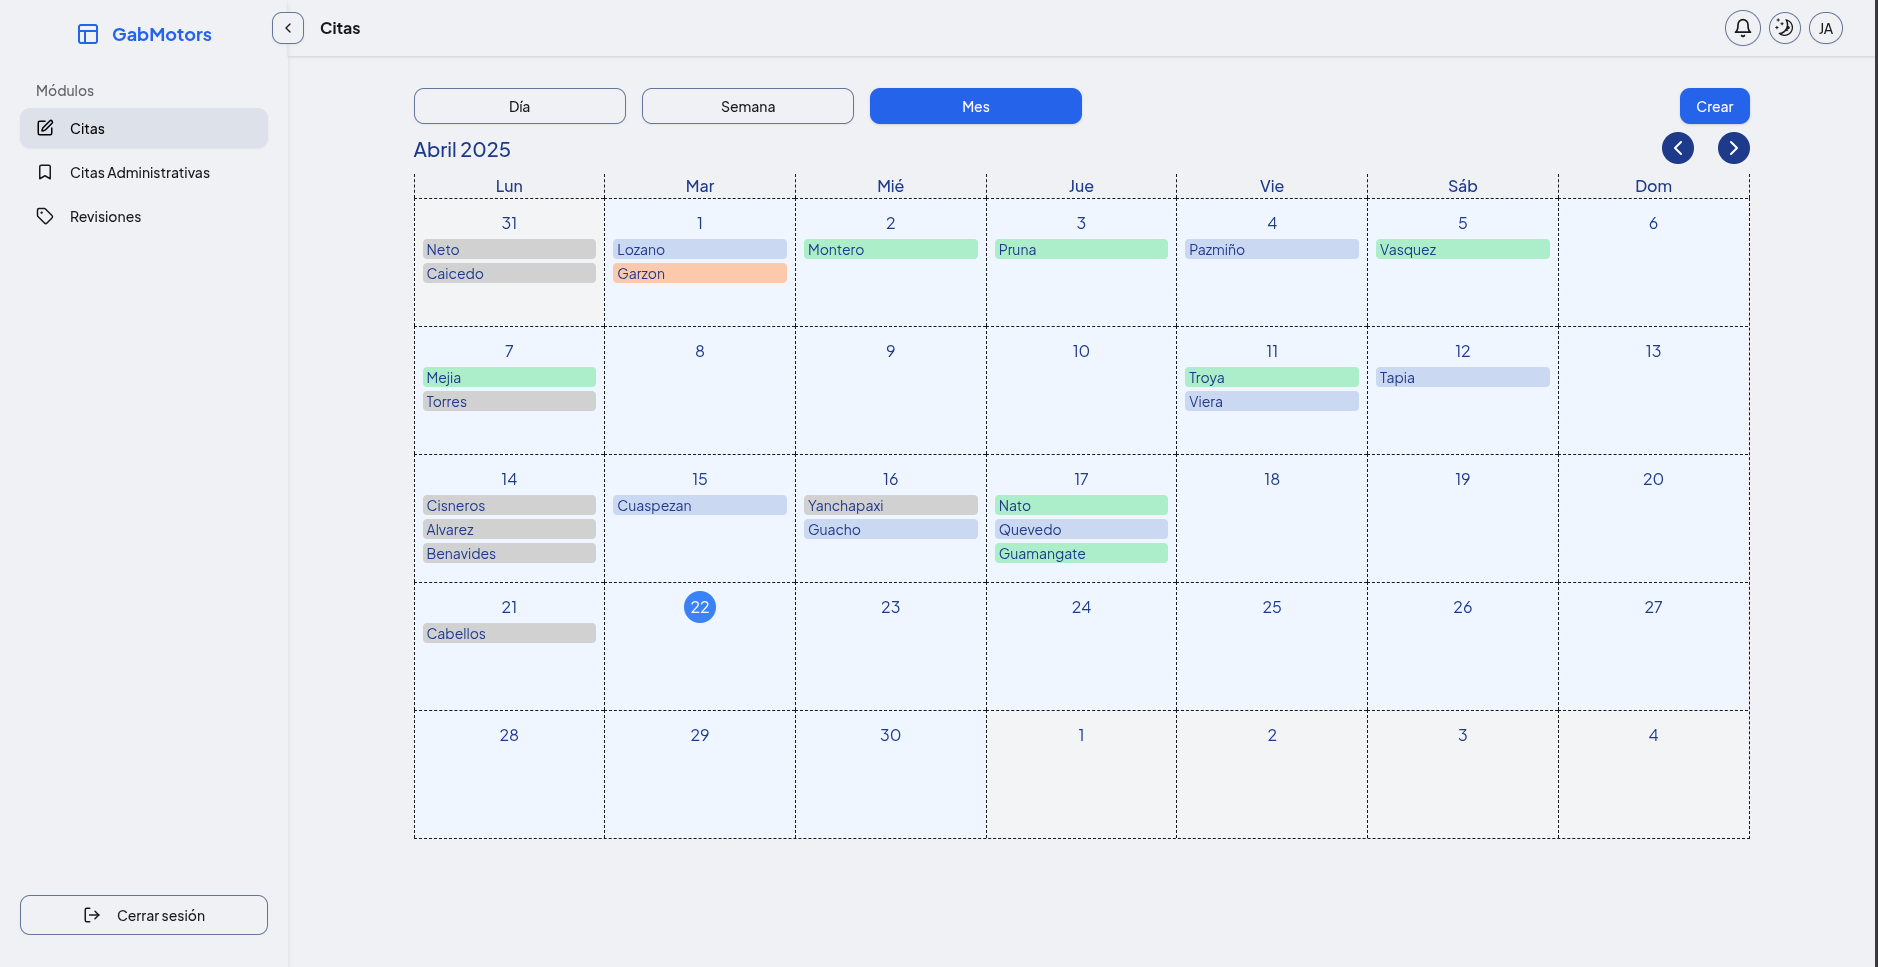 GabMotors
Citas
JA
Módulos
Citas
Citas Administrativas
Revisiones
Cerrar sesión
Día Semana Mes Crear
Abril 2025
Lun Mar Mié Jue Vie Sáb Dom
31 1 2 3 4 5 6
Neto Lozano Montero Pruna Pazmiño Vasquez
Caicedo Garzon
7 8 9 10 11 12 13
Mejia Troya Tapia
Torres Viera
14 15 16 17 18 19 20
Cisneros Cuaspezan Yanchapaxi Nato
Alvarez Guacho Quevedo
Benavides Guamangate
21 22 23 24 25 26 27
Cabellos
28 29 30 1 2 3 4